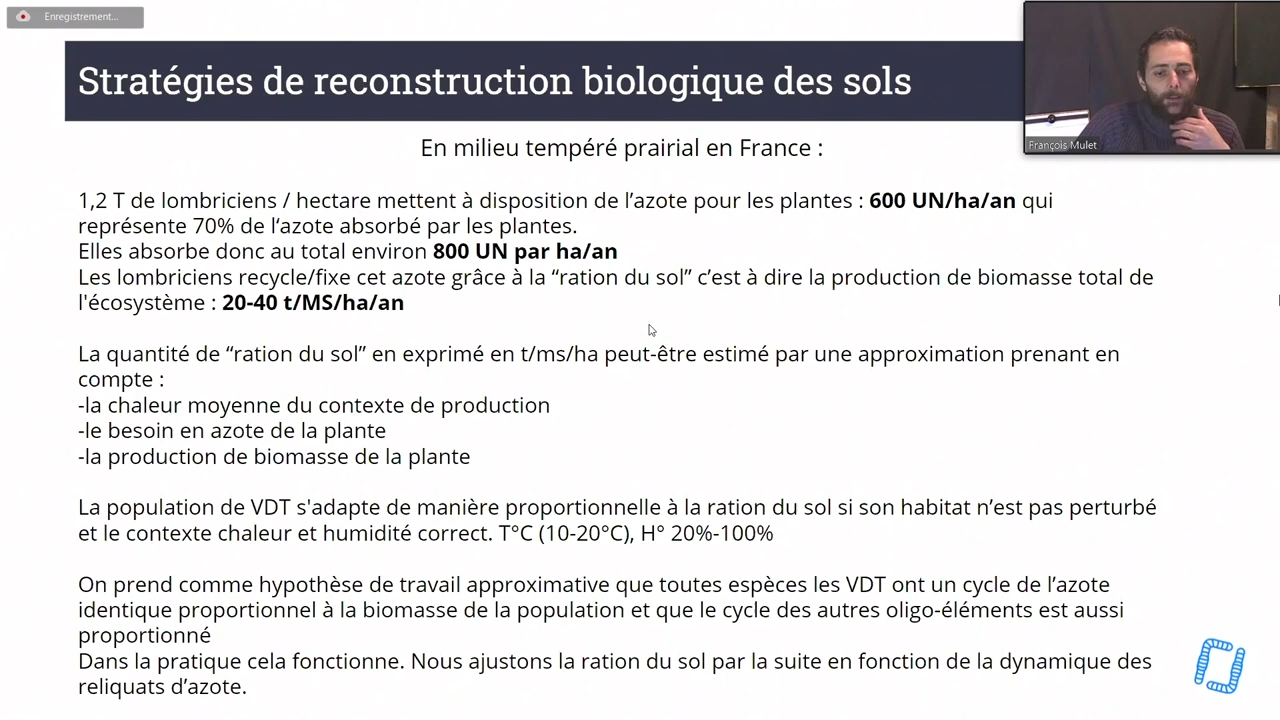 Enregistrement...
Stratégies de reconstruction biologique des sols
François Mulet
En milieu tempéré prairial en France :
1,2 T de lombriciens / hectare mettent à disposition de l’azote pour les plantes : 600 UN/ha/an qui
représente 70% de l‘azote absorbé par les plantes.
Elles absorbe donc au total environ 800 UN par ha/an
Les lombriciens recycle/fixe cet azote grâce à la “ration du sol” c’est à dire la production de biomasse total de
l'écosystème : 20-40 t/MS/ha/an
La quantité de “ration du sol” en exprimé en t/ms/ha peut-être estimé par une approximation prenant en
compte :
-la chaleur moyenne du contexte de production
-le besoin en azote de la plante
-la production de biomasse de la plante
La population de VDT s'adapte de manière proportionnelle à la ration du sol si son habitat n’est pas perturbé
et le contexte chaleur et humidité correct. T°C (10-20°C), H° 20%-100%
On prend comme hypothèse de travail approximative que toutes espèces les VDT ont un cycle de l’azote
identique proportionnel à la biomasse de la population et que le cycle des autres oligo-éléments est aussi
proportionné
Dans la pratique cela fonctionne. Nous ajustons la ration du sol par la suite en fonction de la dynamique des
reliquats d’azote.